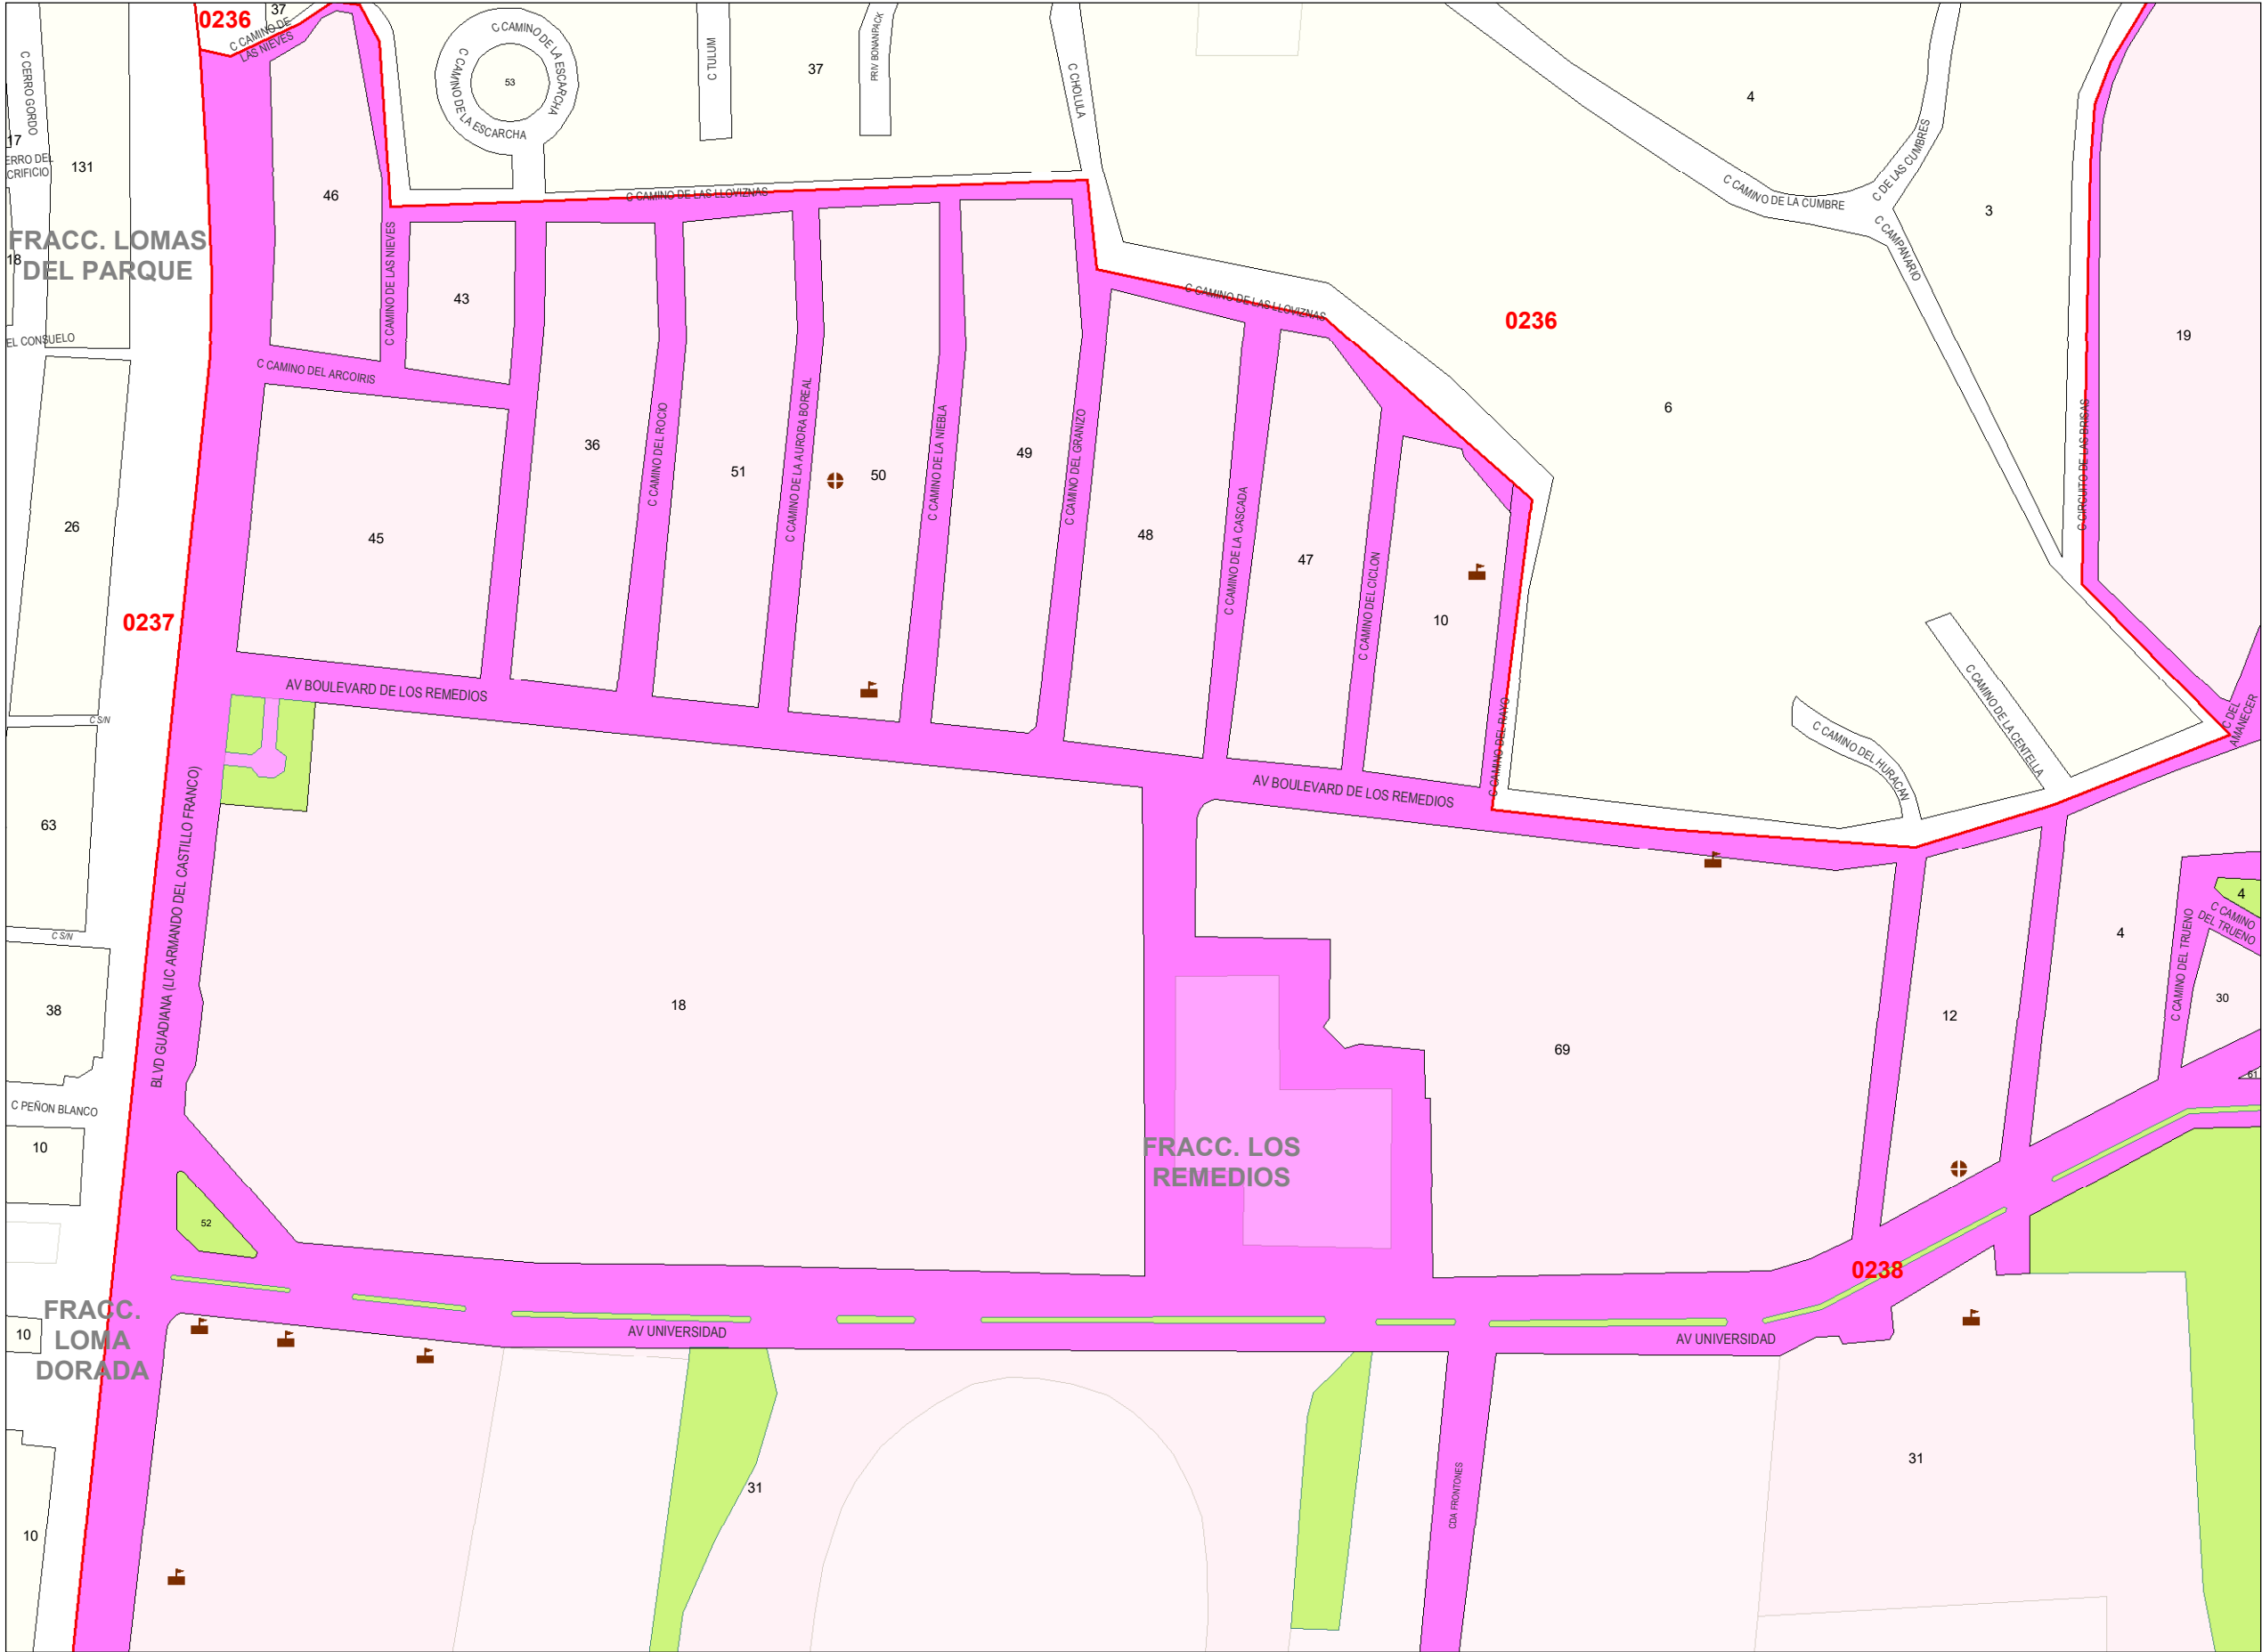 0236
37
C CAMINO DE
LAS NIEVES
C CERRO GORDO
17
ERRO DEL
CRIFICIO
131
46
C CAMINO DE LA ESCARCHA
C CAMINO DE LA ESCARCHA
53
C TULUM
37
PRIV BONANPACK
C CHOLULA
4
C CAMINO DE LA CUMBRE
C DE LAS CUMBRES
C CAMPANARIO
3
19
FRACC. LOMAS
DEL PARQUE
18
EL CONSUELO
C CAMINO DE LAS NIEVES
43
C CAMINO DE LAS LLOVIZNAS
C CAMINO DE LAS LLOVIZNAS
0236
6
C CIRCUITO DE LAS BRISAS
C CAMINO DEL ARCOIRIS
26
45
36
C CAMINO DEL ROCIO
51
C CAMINO DE LA AURORA BOREAL
50
C CAMINO DE LA NIEBLA
49
C CAMINO DEL GRANIZO
48
C CAMINO DE LA CASCADA
47
C CAMINO DEL CICLON
10
C CAMINO DEL RAYO
0237
AV BOULEVARD DE LOS REMEDIOS
AV BOULEVARD DE LOS REMEDIOS
C S/N
63
C S/N
38
C PEÑON BLANCO
10
BLVD GUADIANA (LIC ARMANDO DEL CASTILLO FRANCO)
C CAMINO DEL HURACAN
C CAMINO DE LA CENTELLA
C DEL
AMANECER
18
69
12
4
C CAMINO DEL TRUENO
4
C CAMINO
DEL TRUENO
30
61
FRACC. LOS
REMEDIOS
52
0238
FRACC.
LOMA
DORADA
10
AV UNIVERSIDAD
AV UNIVERSIDAD
31
CDA FRONTONES
31
10